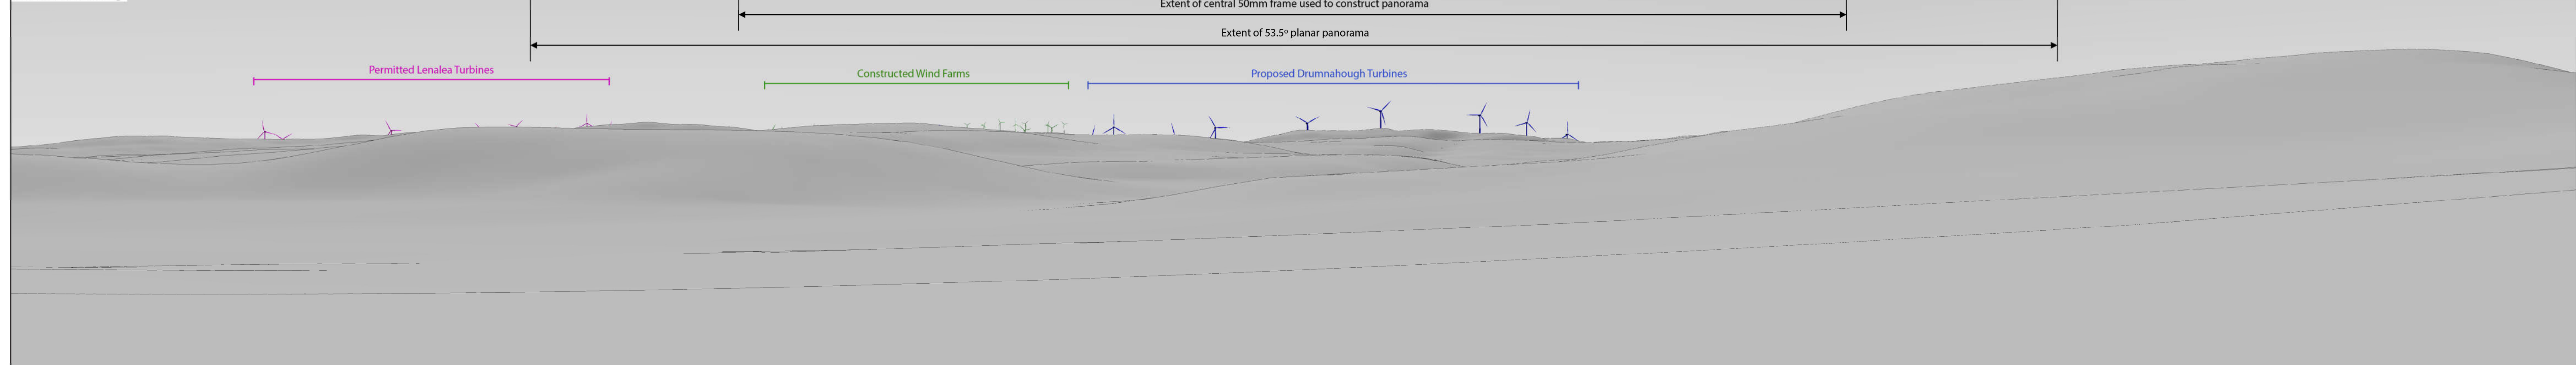 Extent of central 50mm frame used to construct panorama
Extent of 53.5º planar panorama
Permitted Lenalea Turbines
Constructed Wind Farms
Proposed Drumnahough Turbines